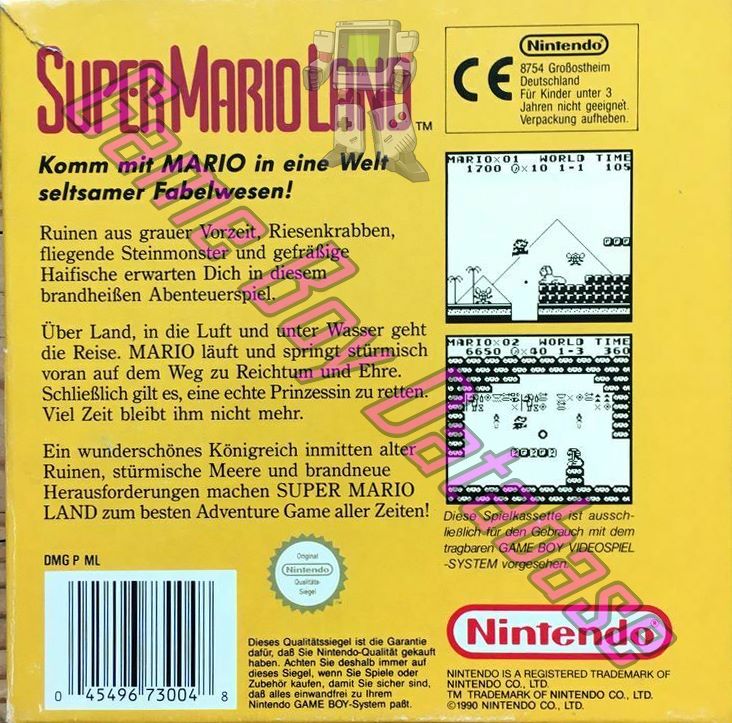 SUPER MARIO LAND™
Komm mit MARIO in eine Welt
seltsamer Fabelwesen!
Ruinen aus grauer Vorzeit, Riesenkrabben,
fliegende Steinmonster und gefräßige
Haifische erwarten Dich in diesem
brandheißen Abenteuerspiel.
Über Land, in die Luft und unter Wasser geht
die Reise. MARIO läuft und springt stürmisch
voran auf dem Weg zu Reichtum und Ehre.
Schließlich gilt es, eine echte Prinzessin zu retten.
Viel Zeit bleibt ihm nicht mehr.
Ein wunderschönes Königreich inmitten alter
Ruinen, stürmische Meere und brandneue
Herausforderungen machen SUPER MARIO
LAND zum besten Adventure Game aller Zeiten!
DMG P ML
0 45496 73004 8
Original
Nintendo
Qualitäts-
Siegel
Dieses Qualitätssiegel ist die Garantie
dafür, daß Sie Nintendo-Qualität gekauft
haben. Achten Sie deshalb immer auf
dieses Siegel, wenn Sie Spiele oder
Zubehör kaufen, damit Sie sicher sind,
daß alles einwandfrei zu Ihrem
Nintendo GAME BOY-System paßt.
CE
Nintendo
8754 Großostheim
Deutschland
Für Kinder unter 3
Jahren nicht geeignet.
Verpackung aufheben.
MARIO×01 WORLD TIME
1700 ×10 1-1 105
MARIO×02 WORLD TIME
6650 ×40 1-3 360
Diese Spielkassette ist ausch-
ließlich für den Gebrauch mit dem
tragbaren GAME BOY VIDEOSPIEL
-SYSTEM vorgesehen.
Nintendo®
NINTENDO IS A REGISTERED TRADEMARK OF
NINTENDO CO., LTD.
TM TRADEMARK OF NINTENDO CO., LTD.
©1990 NINTENDO CO., LTD.
Game Boy Database